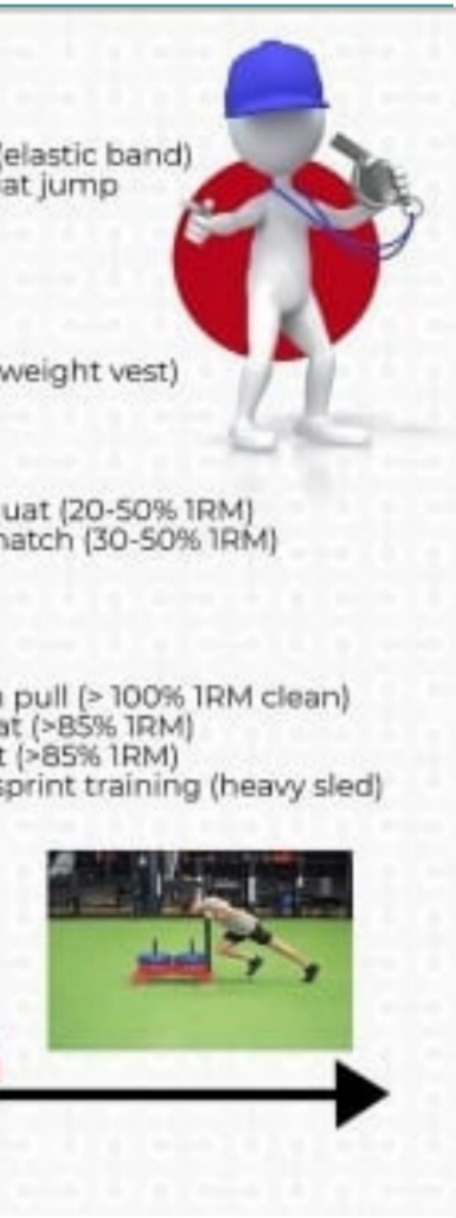 (elastic band)
at jump
weight vest)
uat (20-50% 1RM)
natch (30-50% 1RM)
pull (> 100% 1RM clean)
at (>85% 1RM)
t (>85% 1RM)
sprint training (heavy sled)